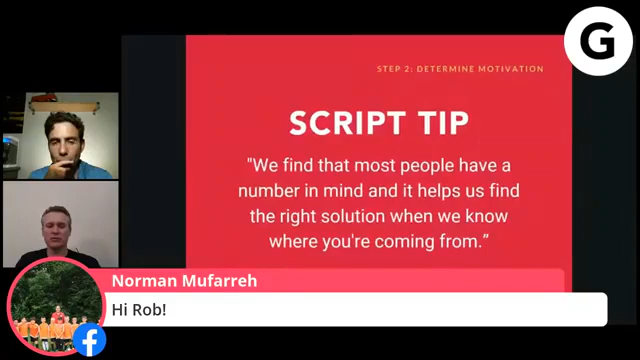 G
STEP 2: DETERMINE MOTIVATION
SCRIPT TIP
"We find that most people have a
number in mind and it helps us find
the right solution when we know
where you're coming from.”
Norman Mufarreh
Hi Rob!
f